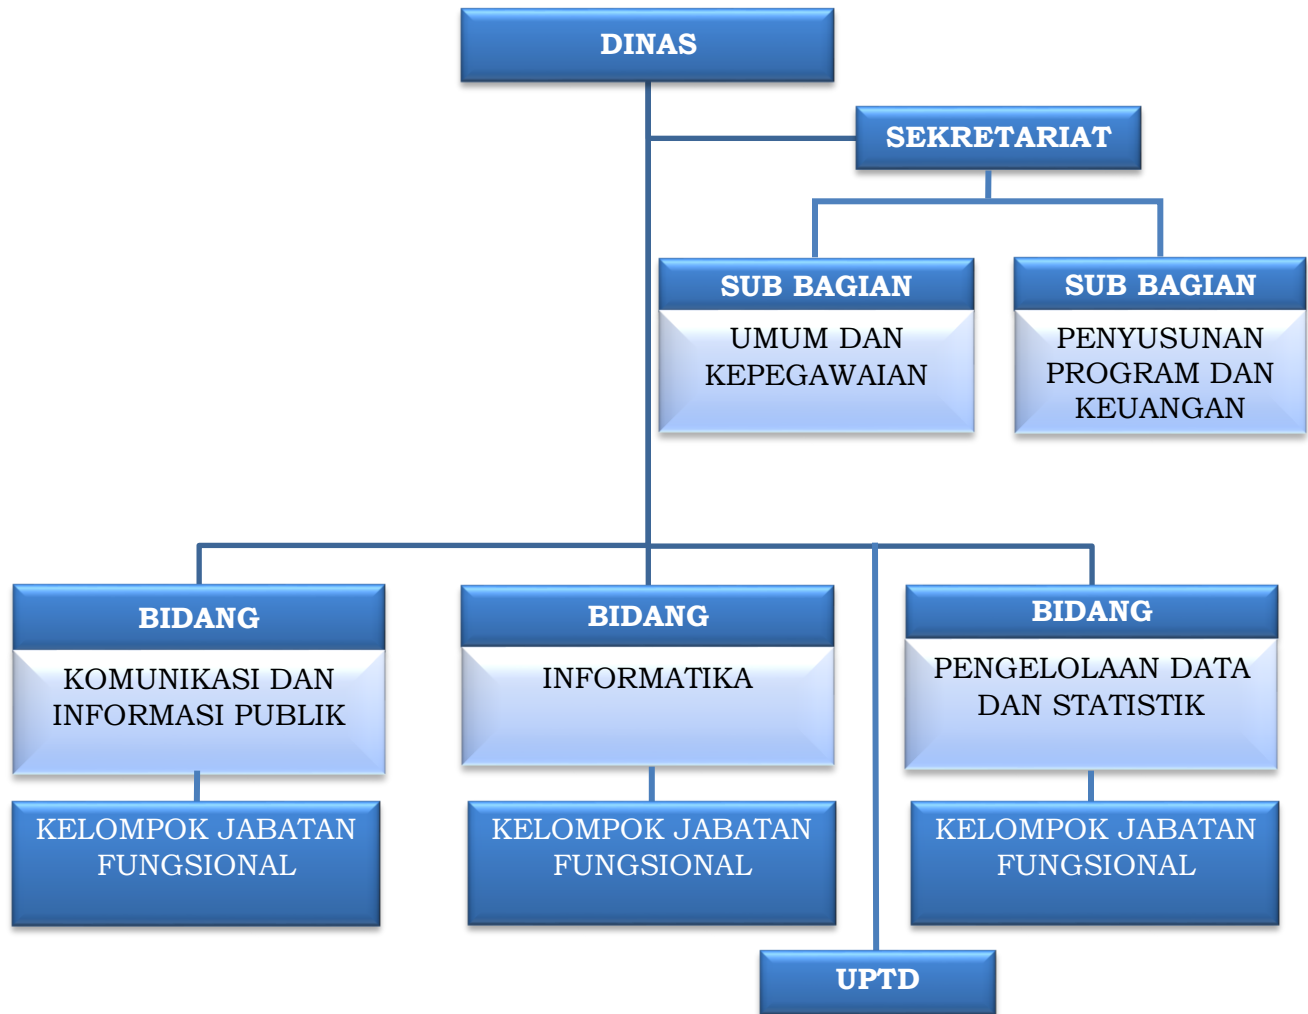 DINAS
SEKRETARIAT
SUB BAGIAN
UMUM DAN
KEPEGAWAIAN
SUB BAGIAN
PENYUSUNAN
PROGRAM DAN
KEUANGAN
BIDANG
KOMUNIKASI DAN
INFORMASI PUBLIK
BIDANG
INFORMATIKA
BIDANG
PENGELOLAAN DATA
DAN STATISTIK
KELOMPOK JABATAN
FUNGSIONAL
KELOMPOK JABATAN
FUNGSIONAL
KELOMPOK JABATAN
FUNGSIONAL
UPTD